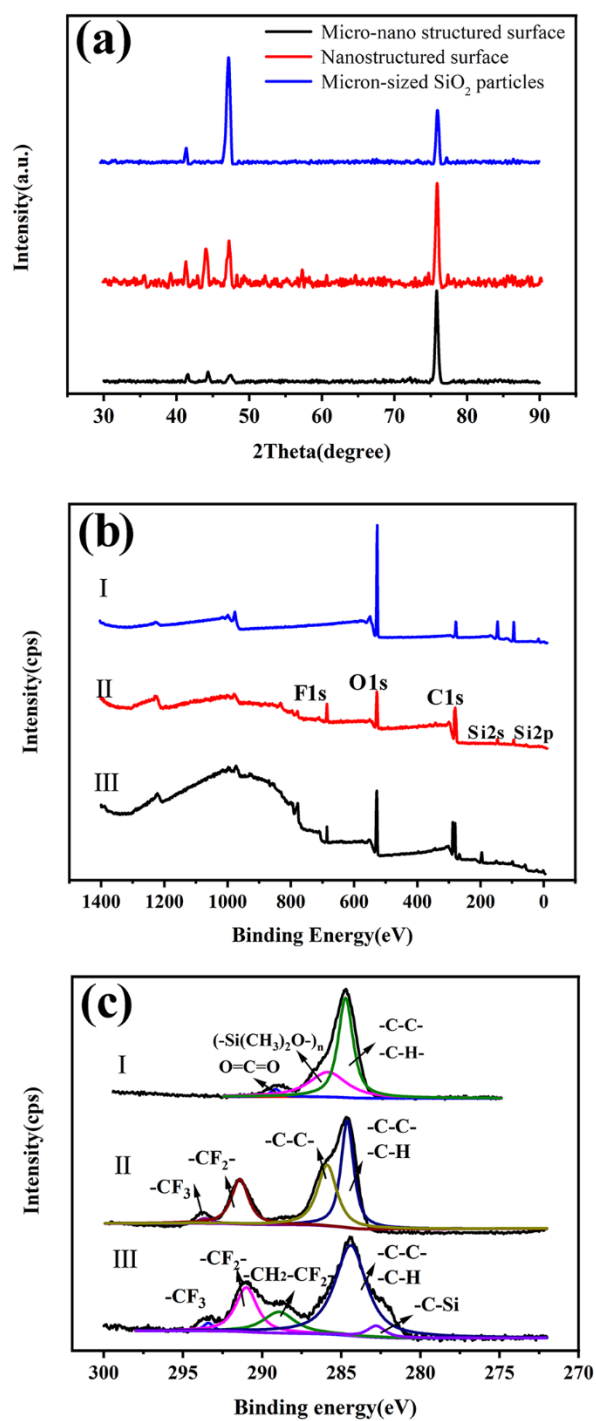 (a)
Micro-nano structured surface
Nanostructured surface
Micron-sized SiO₂ particles
Intensity(a.u.)
30 40 50 60 70 80 90
2Theta(degree)
(b)
I
II
III
F1s
O1s
C1s
Si2s
Si2p
Intensity(cps)
1400 1200 1000 800 600 400 200 0
Binding Energy(eV)
(c)
I
(-Si(CH₃)₂O-)ₙ
O=C=O
-C-C-
-C-H-
II
-CF₃
-CF₂-
-C-C-
-C-C-
-C-H
III
-CF₃
-CF₂-
-CH₂-CF₂-
-C-C-
-C-H
-C-Si
Intensity(cps)
300 295 290 285 280 275 270
Binding energy(eV)